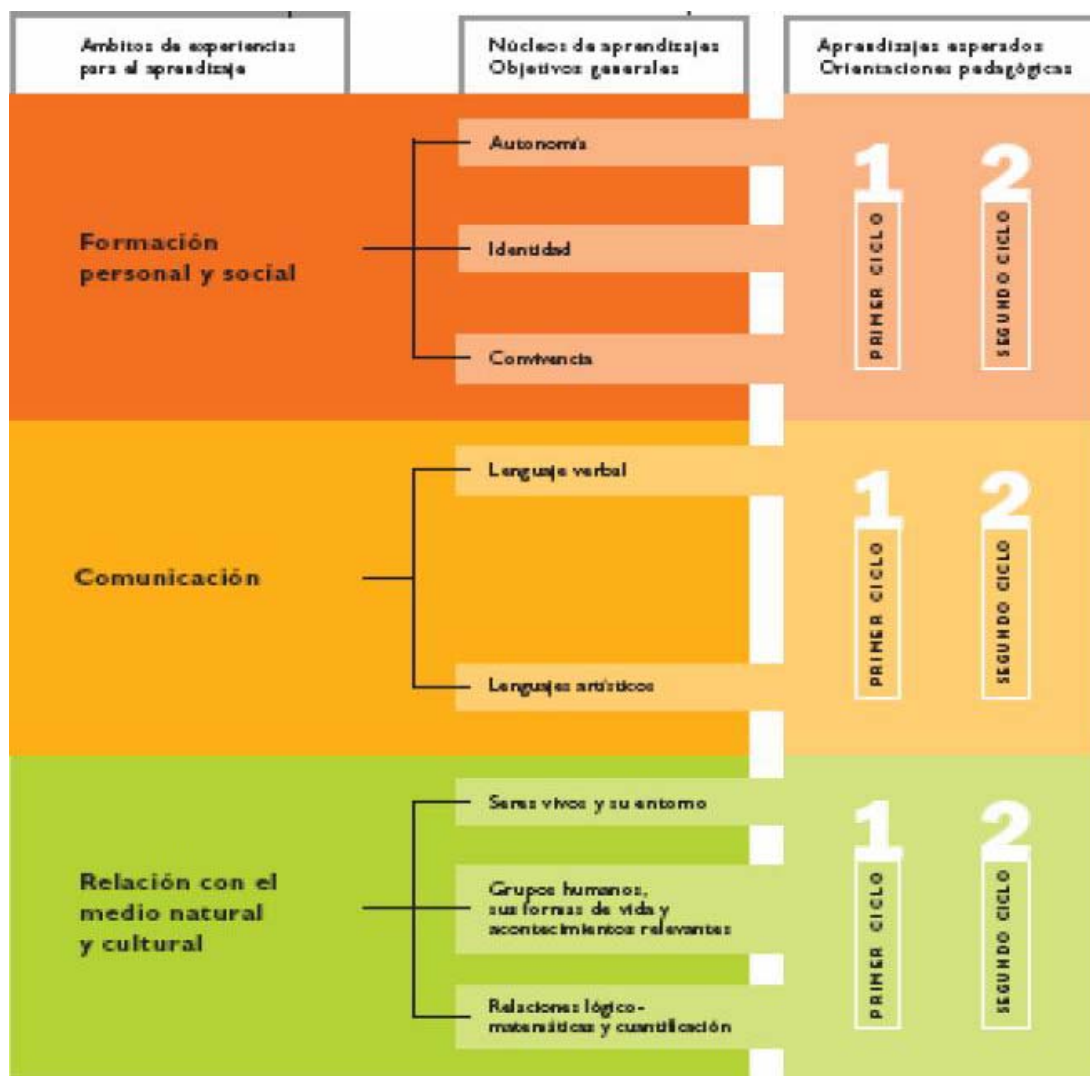 Ambitos de experiencias
para el aprendizaje
Núcleos de aprendizajes
Objetivos generales
Aprendizajes esperados
Orientaciones pedagógicas
Formación
personal y social
Autonomía
Identidad
Convivencia
1
PRIMER CICLO
2
SEGUNDO CICLO
Comunicación
Lenguaje verbal
Lenguajes artísticos
1
PRIMER CICLO
2
SEGUNDO CICLO
Relación con el
medio natural
y cultural
Seres vivos y su entorno
Grupos humanos,
sus formas de vida y
acontecimientos relevantes
Relaciones lógico-
matemáticas y cuantificación
1
PRIMER CICLO
2
SEGUNDO CICLO